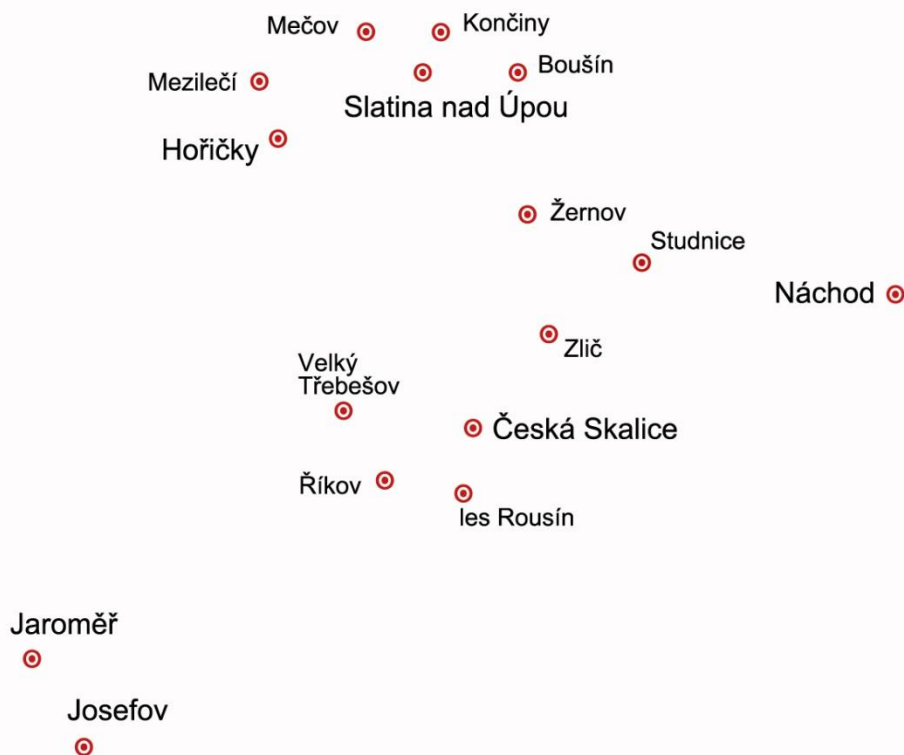 Mečov
Končiny
Mezilečí
Boušín
Slatina nad Úpou
Hořičky
Žernov
Studnice
Náchod
Zlič
Velký
Třebešov
Česká Skalice
Říkov
les Rousín
Jaroměř
Josefov